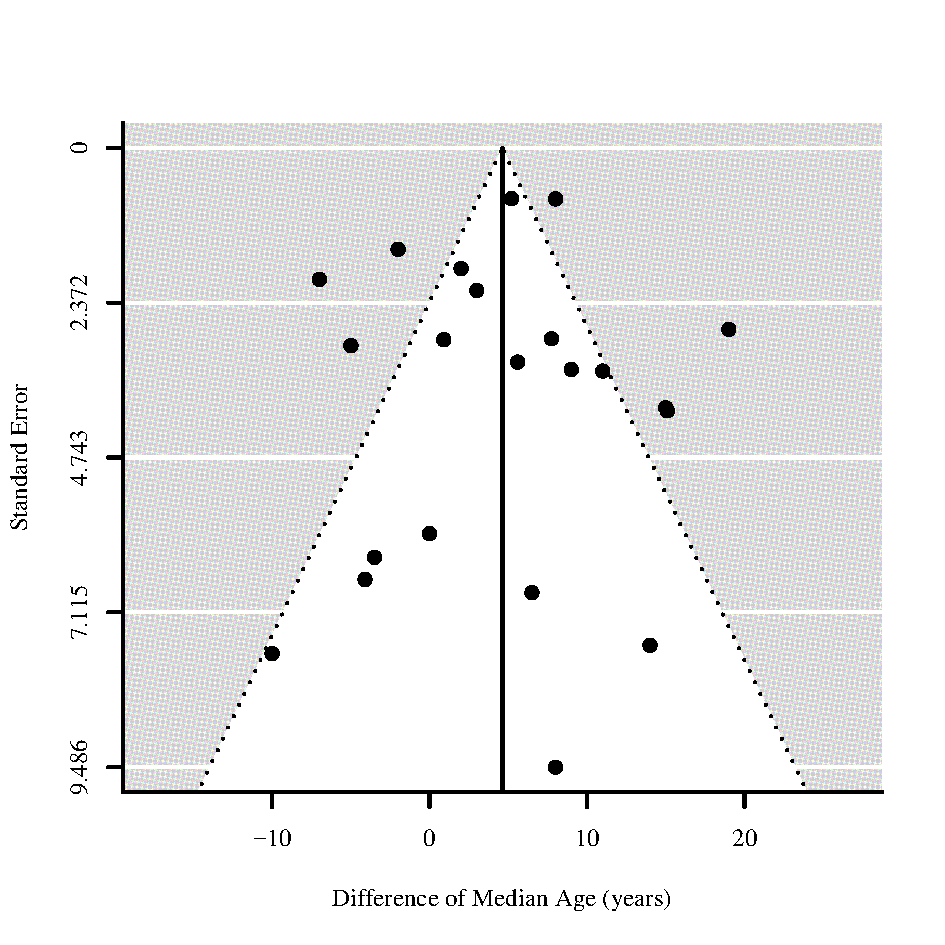 0
2.372
4.743
7.115
9.486
Standard Error
−10 0 10 20
Difference of Median Age (years)